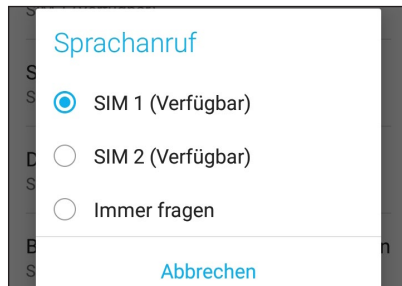 Sprachanruf
SIM 1 (Verfügbar)
SIM 2 (Verfügbar)
Immer fragen
Abbrechen